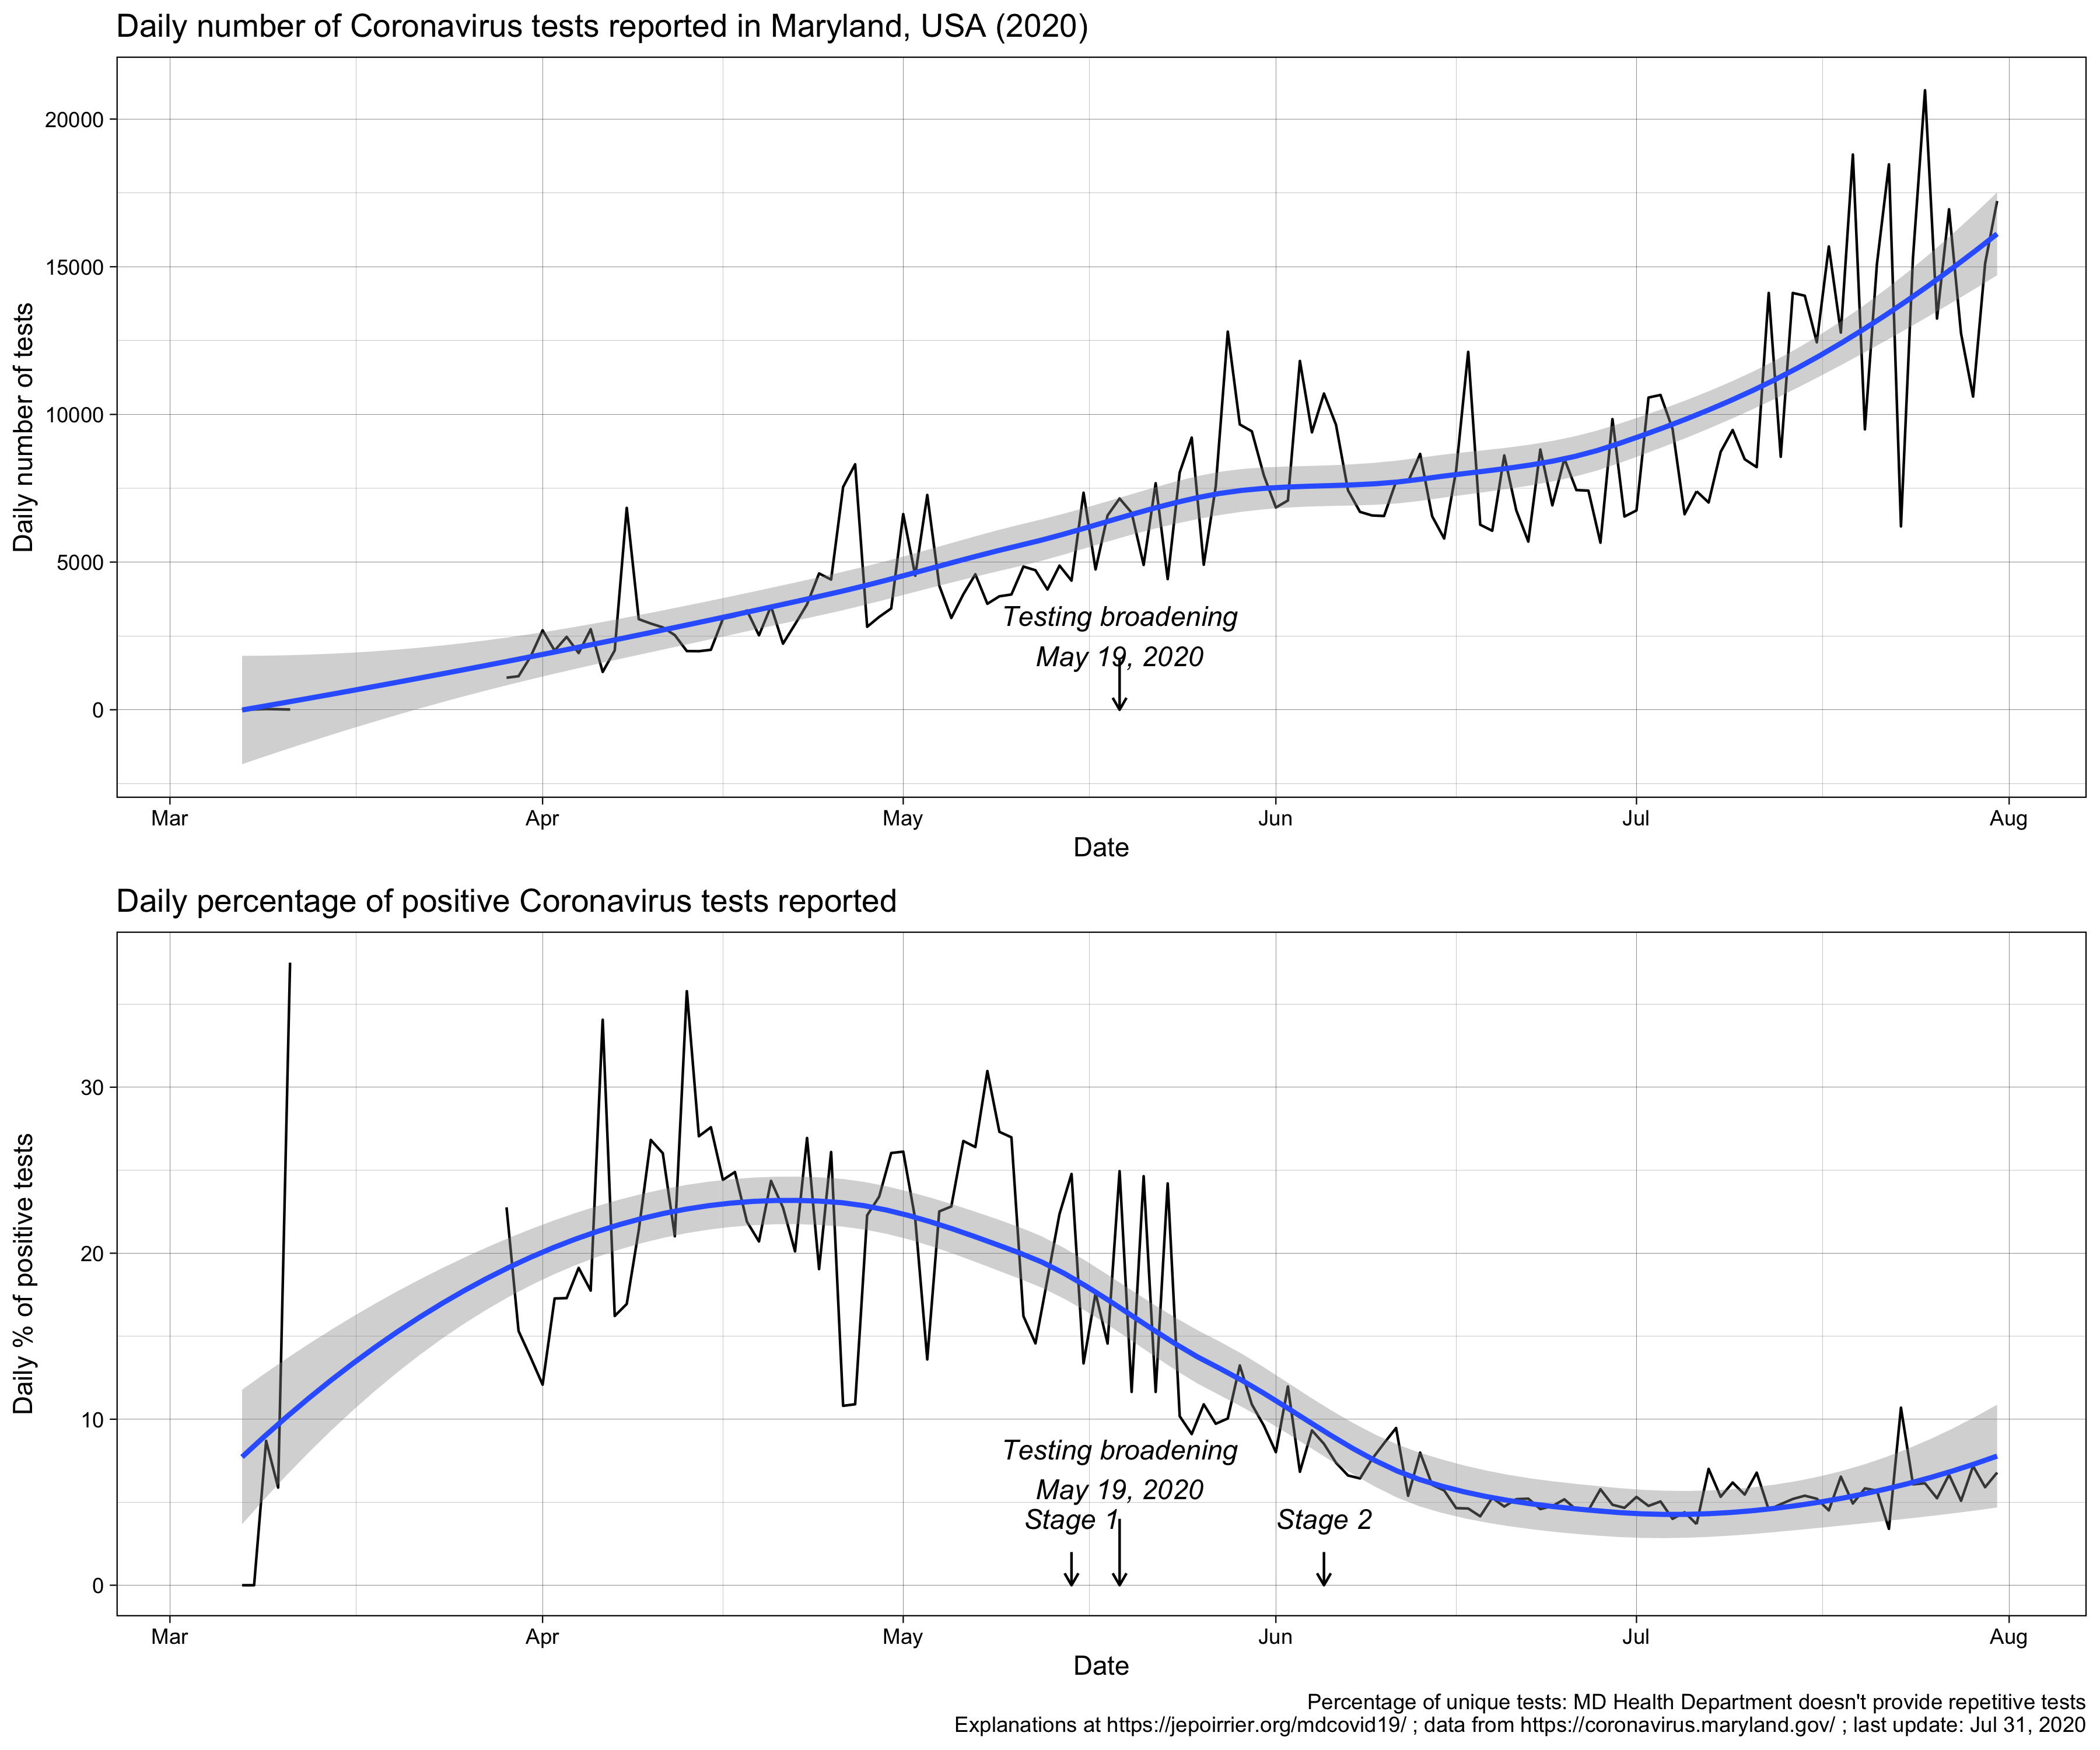 Daily number of Coronavirus tests reported in Maryland, USA (2020)
20000
15000
10000
5000
0
Daily number of tests
Testing broadening
May 19, 2020
Mar Apr May Jun Jul Aug
Date
Daily percentage of positive Coronavirus tests reported
30
20
10
0
Daily % of positive tests
Testing broadening
May 19, 2020
Stage 1 Stage 2
Mar Apr May Jun Jul Aug
Date
Percentage of unique tests: MD Health Department doesn't provide repetitive tests
Explanations at https://jepoirrier.org/mdcovid19/ ; data from https://coronavirus.maryland.gov/ ; last update: Jul 31, 2020